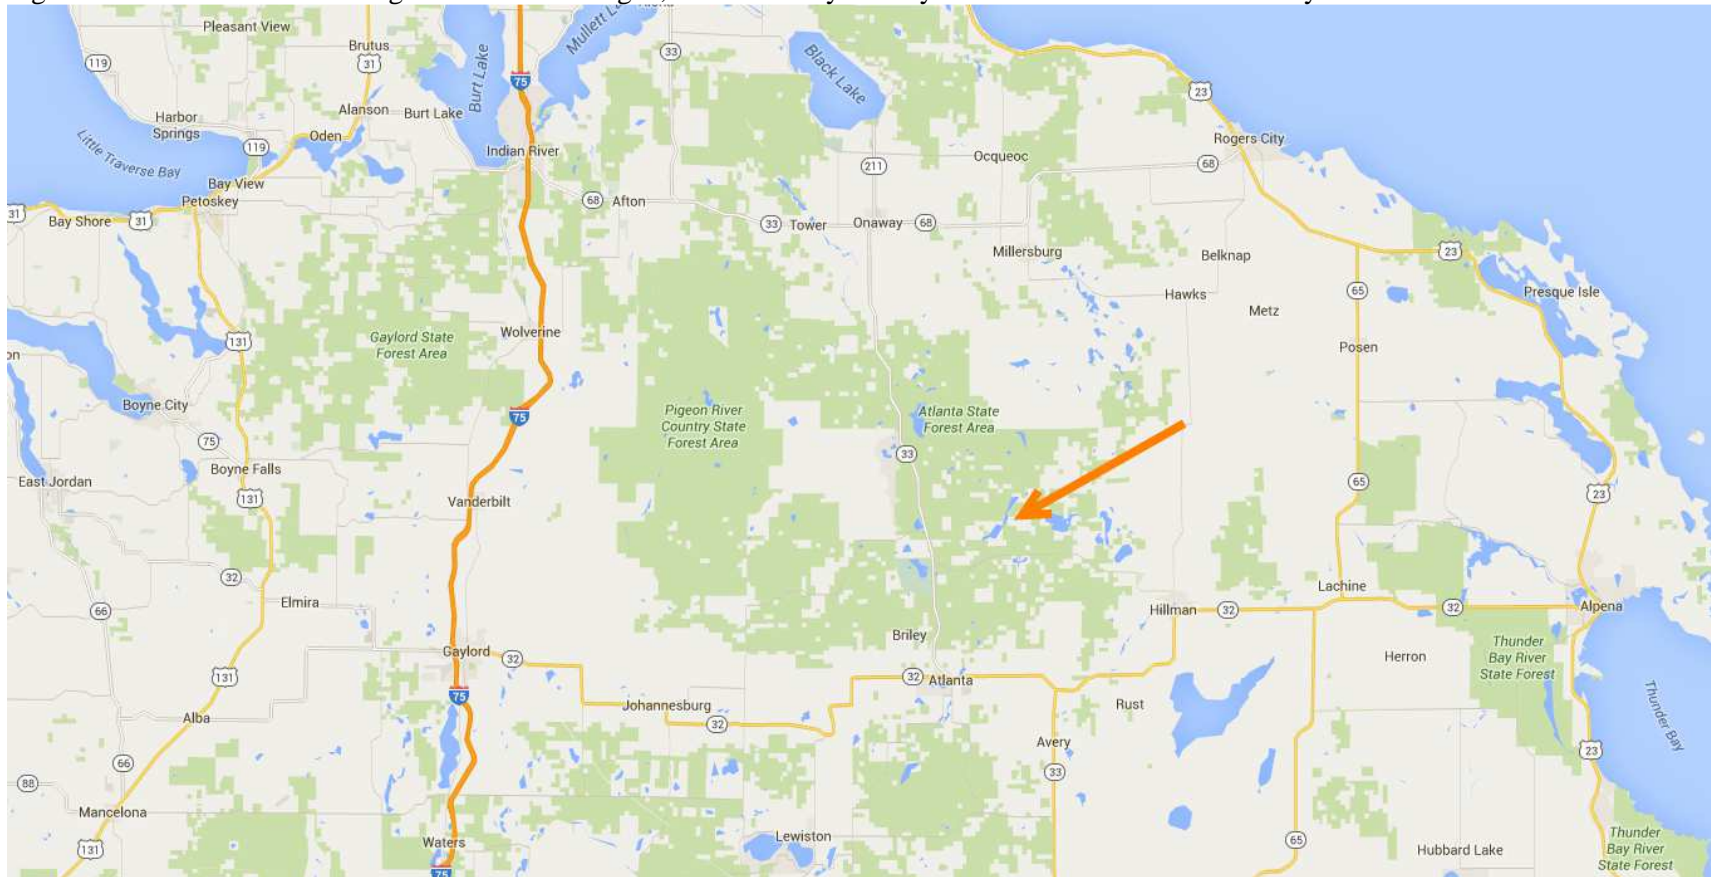 Pleasant View
Brutus
31
119
Alanson
Burt Lake
Burt Lake
Mullett
33
Black Lake
75
23
Harbor
Springs
Oden
119
Little Traverse Bay
Indian River
Rogers City
68
Ocqueoc
211
Bay View
Petoskey
68
Afton
31
Bay Shore
31
33
Tower
Onaway
68
Millersburg
Belknap
23
Hawks
65
Presque Isle
Metz
Wolverine
131
Gaylord State
Forest Area
Posen
Boyne City
75
Pigeon River
Country State
Forest Area
Atlanta State
Forest Area
75
33
Boyne Falls
East Jordan
131
Vanderbilt
65
23
32
66
Elmira
Lachine
Hillman
32
32
Alpena
Briley
Gaylord
32
Thunder
Bay River
State Forest
Herron
131
32
Atlanta
75
Johannesburg
32
Rust
Thunder Bay
Alba
Avery
66
33
23
88
Mancelona
131
Waters
Lewiston
65
Hubbard Lake
Thunder
Bay River
State Forest
75